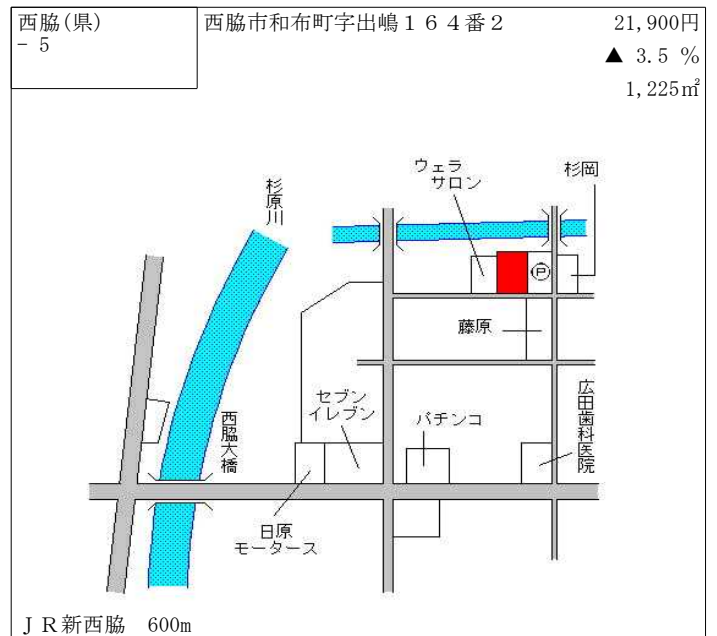 西脇(県)
- 5
西脇市和布町字出嶋１６４番２
21,900円
▲ 3.5 %
1,225㎡
ウェラ
サロン
杉岡
杉原川
P
藤原
セブン
イレブン
パチンコ
広田歯科医院
西脇大橋
日原
モータース
ＪＲ新西脇　600m